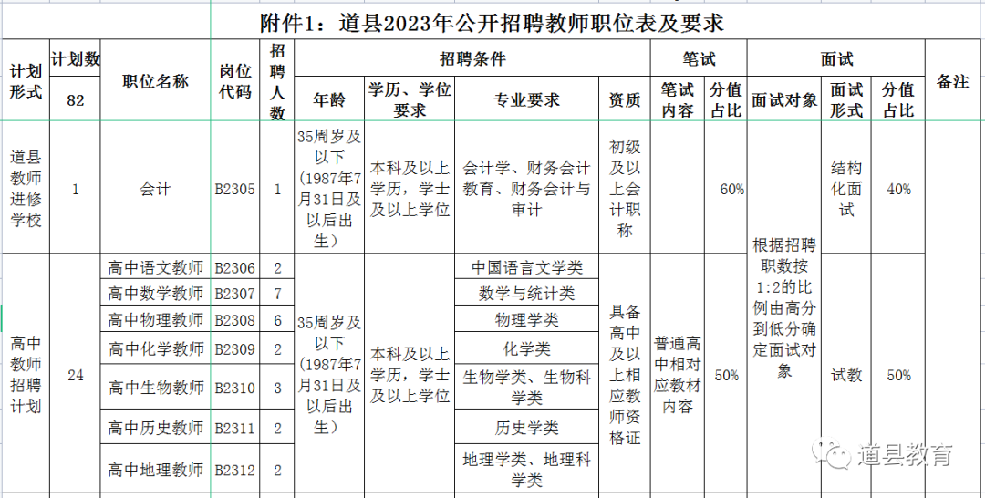 附件1：道县2023年公开招聘教师职位表及要求
计划
形式
计划数
82
职位名称
岗位
代码
招
聘
人
数
招聘条件
年龄
学历、学位
要求
专业要求
资质
笔试
笔试
内容
分值
占比
面试
面试对象
面试
形式
分值
占比
备注
道县
教师
进修
学校
1
会计
B2305
1
35周岁及
以下
(1987年7
月31日及
以后出
生）
本科及以上
学历，学士
及以上学位
会计学、财务会计
教育、财务会计与
审计
初级
及以
上会
计职
称
60%
结构
化面
试
40%
根据招聘
职数按
1:2的比
例由高分
到低分确
定面试对
象
高中
教师
招聘
计划
24
高中语文教师 B2306 2 中国语言文学类
高中数学教师 B2307 7 数学与统计类
高中物理教师 B2308 6 物理学类
高中化学教师 B2309 2 化学类
高中生物教师 B2310 3 生物学类、生物科
学类
高中历史教师 B2311 2 历史学类
高中地理教师 B2312 2 地理学类、地理科
学类
35周岁及
以下
(1987年7
月31日及
以后出
生）
本科及以上
学历，学士
及以上学位
具备
高中
及以
上相
应教
师资
格证
普通高
中相对
应教材
内容
50%
试教
50%
道县教育